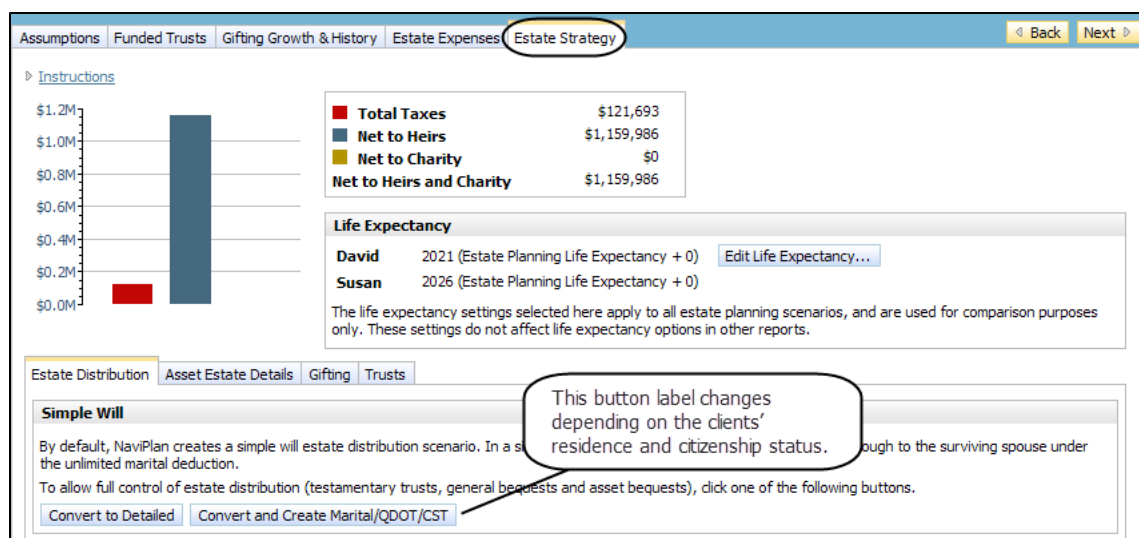 Assumptions Funded Trusts Gifting Growth & History Estate Expenses Estate Strategy Back Next
Instructions
$1.2M
$1.0M
$0.8M
$0.6M
$0.4M
$0.2M
$0.0M
Total Taxes $121,693
Net to Heirs $1,159,986
Net to Charity $0
Net to Heirs and Charity $1,159,986
Life Expectancy
David 2021 (Estate Planning Life Expectancy + 0) Edit Life Expectancy...
Susan 2026 (Estate Planning Life Expectancy + 0)
The life expectancy settings selected here apply to all estate planning scenarios, and are used for comparison purposes
only. These settings do not affect life expectancy options in other reports.
Estate Distribution Asset Estate Details Gifting Trusts
This button label changes
depending on the clients'
residence and citizenship status.
Simple Will
By default, NaviPlan creates a simple will estate distribution scenario. In a si ough to the surviving spouse under
the unlimited marital deduction.
To allow full control of estate distribution (testamentary trusts, general bequests and asset bequests), click one of the following buttons.
Convert to Detailed Convert and Create Marital/QDOT/CST